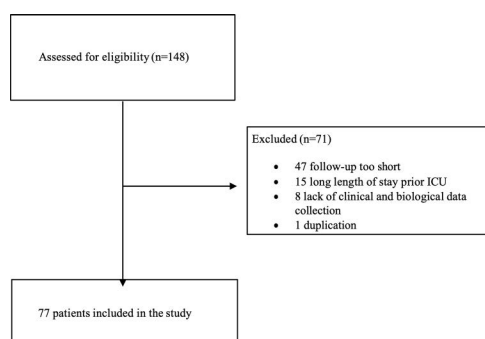 Assessed for eligibility (n=148)
Excluded (n=71)
• 47 follow-up too short
• 15 long length of stay prior ICU
• 8 lack of clinical and biological data
collection
• 1 duplication
77 patients included in the study